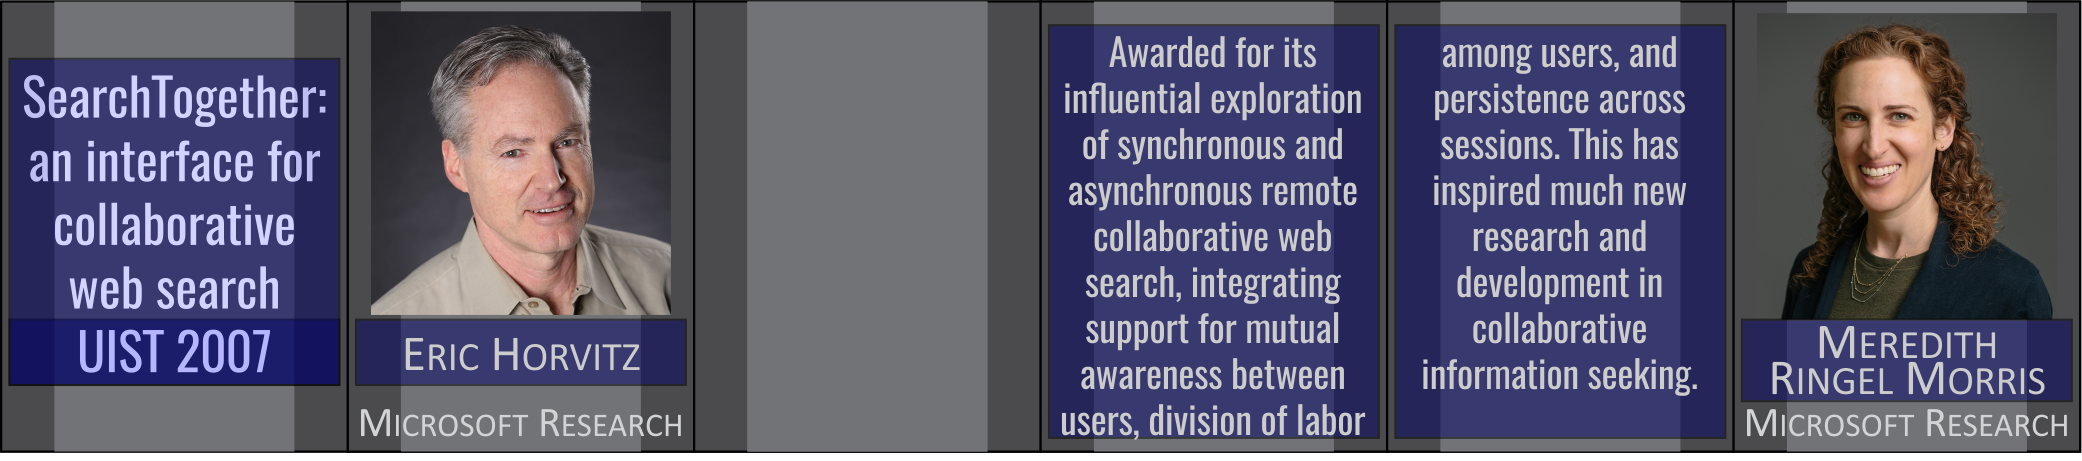 SearchTogether:
an interface for
collaborative
web search
UIST 2007
ERIC HORVITZ
MICROSOFT RESEARCH
Awarded for its
influential exploration
of synchronous and
asynchronous remote
collaborative web
search, integrating
support for mutual
awareness between
users, division of labor
among users, and
persistence across
sessions. This has
inspired much new
research and
development in
collaborative
information seeking.
MEREDITH
RINGEL MORRIS
MICROSOFT RESEARCH